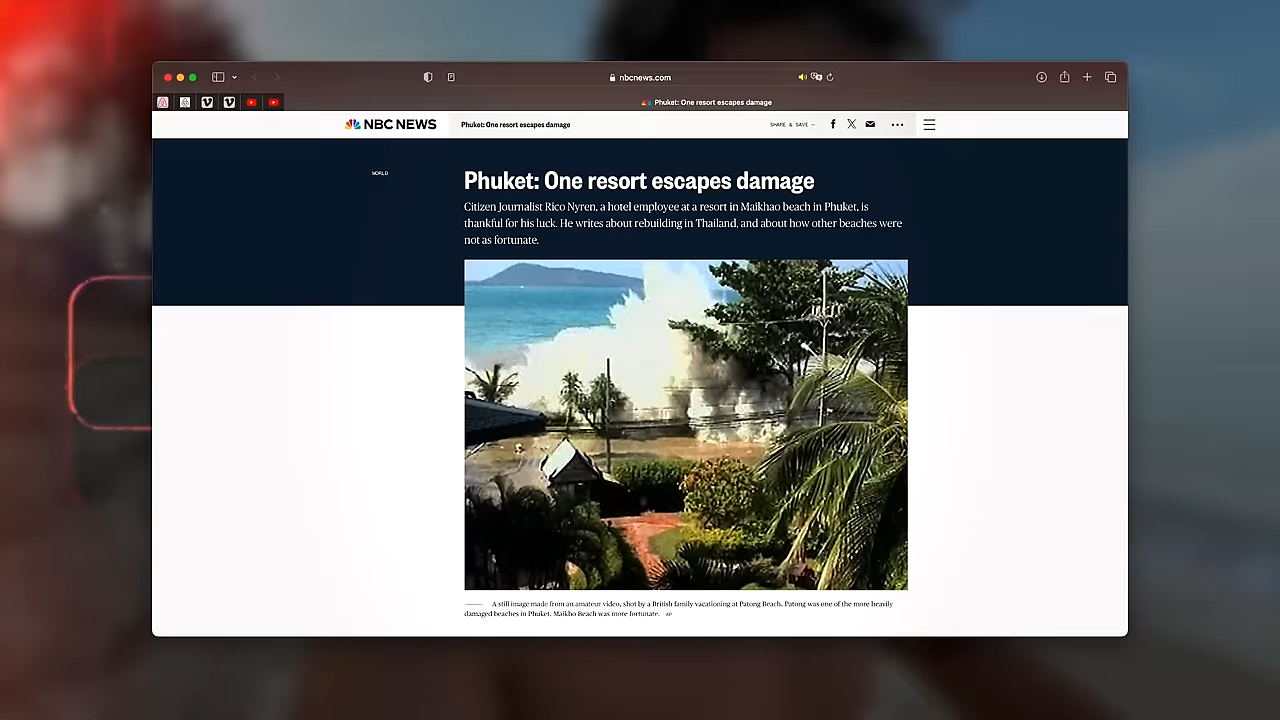 nbcnews.com
Phuket: One resort escapes damage
NBC NEWS
Phuket: One resort escapes damage
SHARE & SAVE —
WORLD
Phuket: One resort escapes damage
Citizen Journalist Rico Nyren, a hotel employee at a resort in Maikhao beach in Phuket, is
thankful for his luck. He writes about rebuilding in Thailand, and about how other beaches were
not as fortunate.
A still image made from an amateur video, shot by a British family vacationing at Patong Beach. Patong was one of the more heavily
damaged beaches in Phuket. Maikho Beach was more fortunate. AP